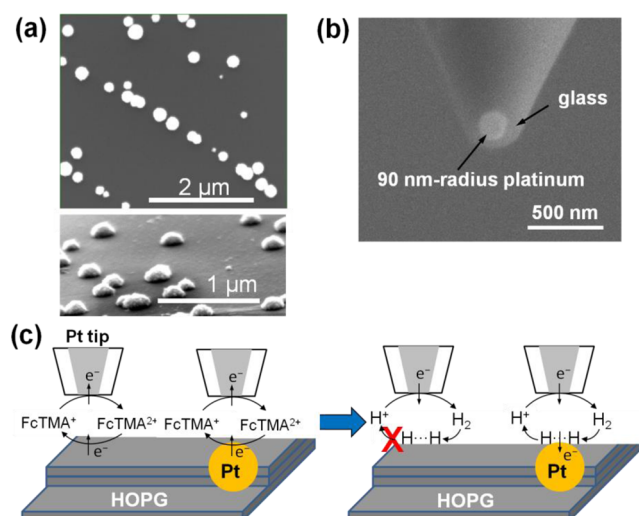 (a)
2 μm
1 μm
(b)
glass
90 nm-radius platinum
500 nm
(c)
Pt tip
e⁻ e⁻ e⁻ e⁻
FcTMA⁺ FcTMA²⁺ FcTMA⁺ FcTMA²⁺ H⁺ H₂ H⁺ H₂
e⁻ e⁻ X H···H H···H e⁻
Pt Pt
HOPG HOPG